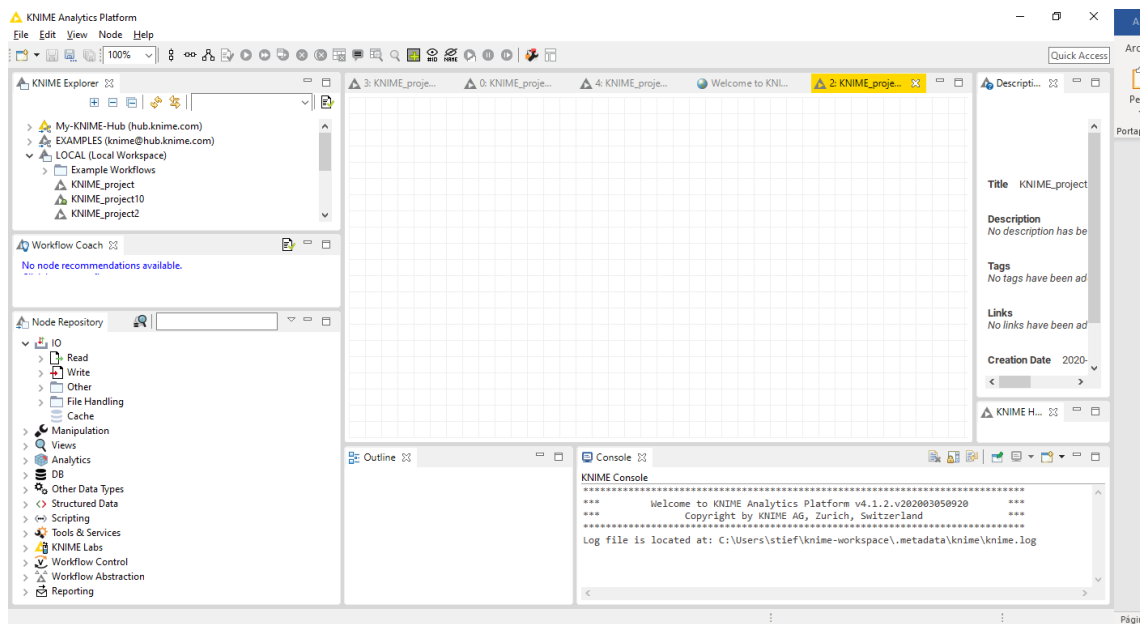 KNIME Analytics Platform
File Edit View Node Help
100%
Quick Access
KNIME Explorer
3: KNIME_proje...
0: KNIME_proje...
4: KNIME_proje...
Welcome to KNI...
2: KNIME_proje...
Descripti...
My-KNIME-Hub (hub.knime.com)
EXAMPLES (knime@hub.knime.com)
LOCAL (Local Workspace)
Example Workflows
KNIME_project
KNIME_project10
KNIME_project2
Title KNIME_project
Description
No description has be
Tags
No tags have been ad
Links
No links have been ad
Creation Date 2020-
KNIME H...
Workflow Coach
No node recommendations available.
Node Repository
IO
Read
Write
Other
File Handling
Cache
Manipulation
Views
Analytics
DB
Other Data Types
Structured Data
Scripting
Tools & Services
KNIME Labs
Workflow Control
Workflow Abstraction
Reporting
Outline
Console
KNIME Console
*** Welcome to KNIME Analytics Platform v4.1.2.v202003050920 ***
*** Copyright by KNIME AG, Zurich, Switzerland ***
Log file is located at: C:\Users\stief\knime-workspace\.metadata\knime\knime.log
A
Arc
Pe
Portap
Págin